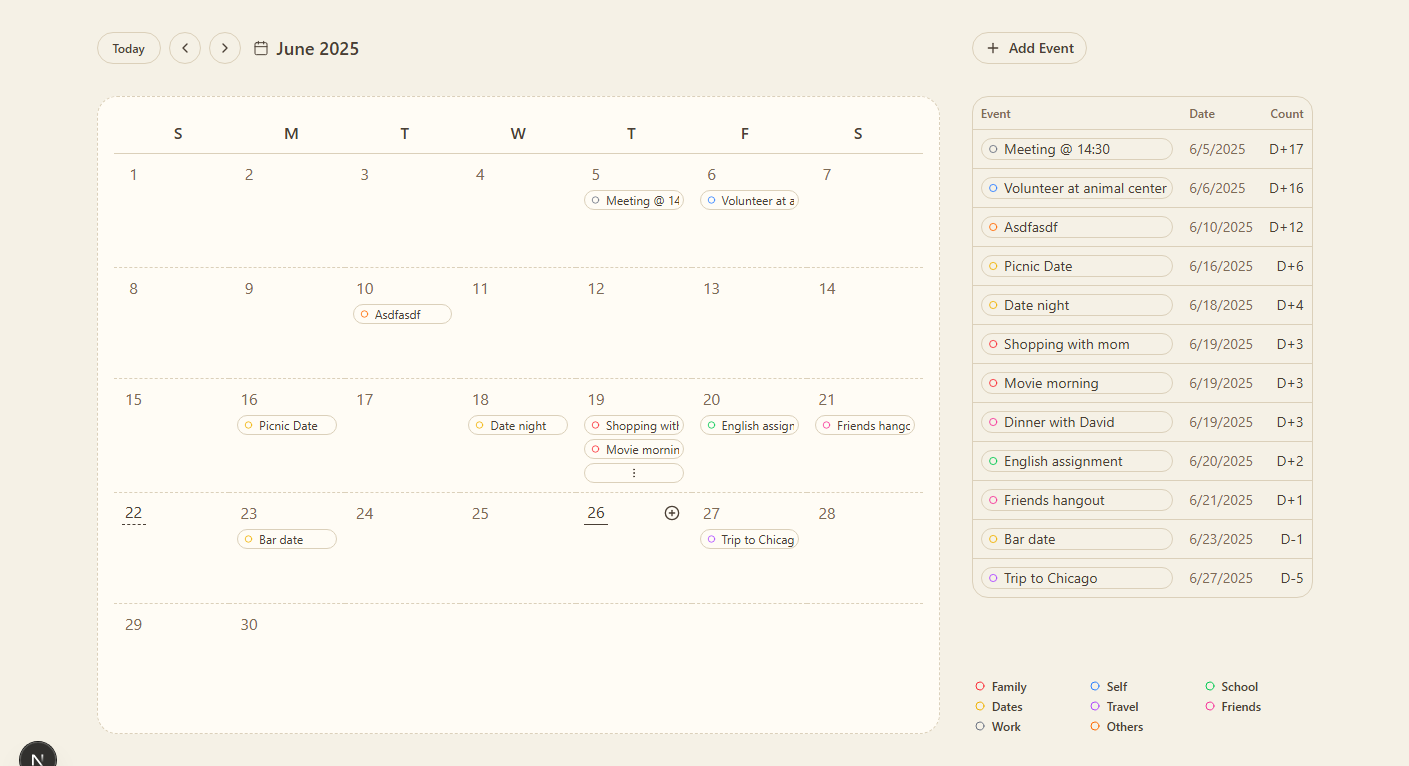 Today June 2025 Add Event
S M T W T F S
1 2 3 4 5 6 7
Meeting @ 14 Volunteer at a
8 9 10 11 12 13 14
Asdfasdf
15 16 17 18 19 20 21
Picnic Date Date night Shopping with English assign Friends hangc
Movie mornin
22 23 24 25 26 27 28
Bar date Trip to Chicag
29 30
Event Date Count
Meeting @ 14:30 6/5/2025 D+17
Volunteer at animal center 6/6/2025 D+16
Asdfasdf 6/10/2025 D+12
Picnic Date 6/16/2025 D+6
Date night 6/18/2025 D+4
Shopping with mom 6/19/2025 D+3
Movie morning 6/19/2025 D+3
Dinner with David 6/19/2025 D+3
English assignment 6/20/2025 D+2
Friends hangout 6/21/2025 D+1
Bar date 6/23/2025 D-1
Trip to Chicago 6/27/2025 D-5
Family Self School
Dates Travel Friends
Work Others
N